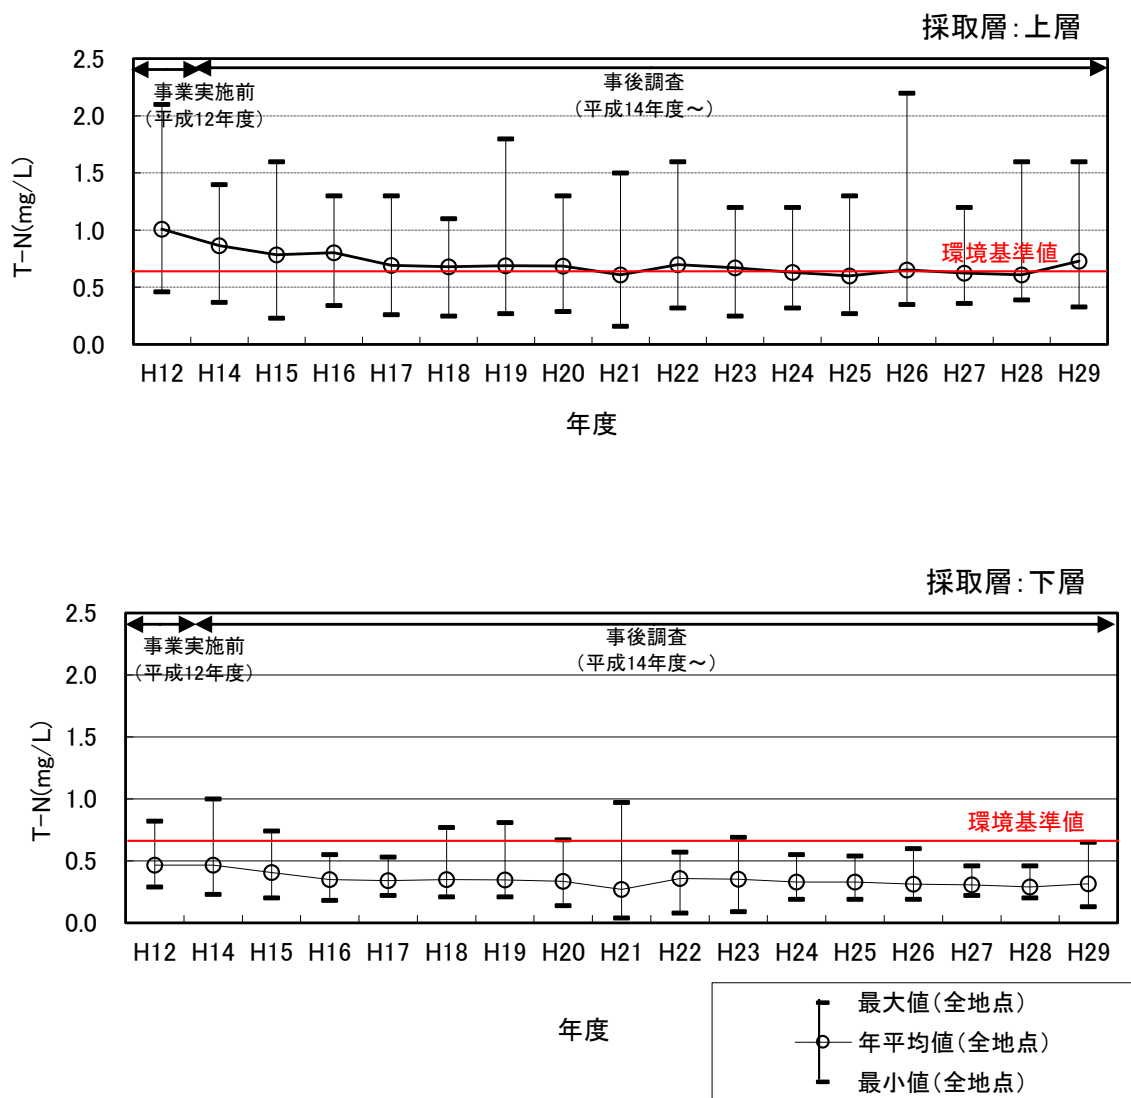 採取層:上層
2.5
事業実施前
(平成12年度)
事後調査
(平成14年度~)
2.0
1.5
1.0
0.5
0.0
T-N(mg/L)
環境基準値
H12 H14 H15 H16 H17 H18 H19 H20 H21 H22 H23 H24 H25 H26 H27 H28 H29
年度
採取層:下層
2.5
事業実施前
(平成12年度)
事後調査
(平成14年度~)
2.0
1.5
1.0
0.5
0.0
T-N(mg/L)
環境基準値
H12 H14 H15 H16 H17 H18 H19 H20 H21 H22 H23 H24 H25 H26 H27 H28 H29
年度
最大値(全地点)
年平均値(全地点)
最小値(全地点)